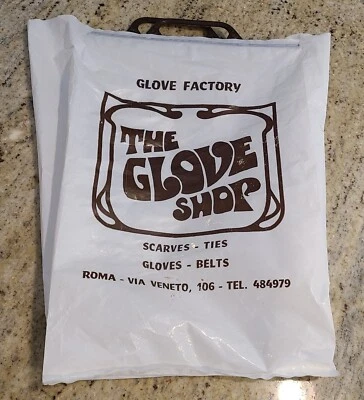 GLOVE FACTORY
THE
GLOVE
SHOP
SCARVES - TIES
GLOVES - BELTS
ROMA - VIA VENETO, 106 - TEL. 484979